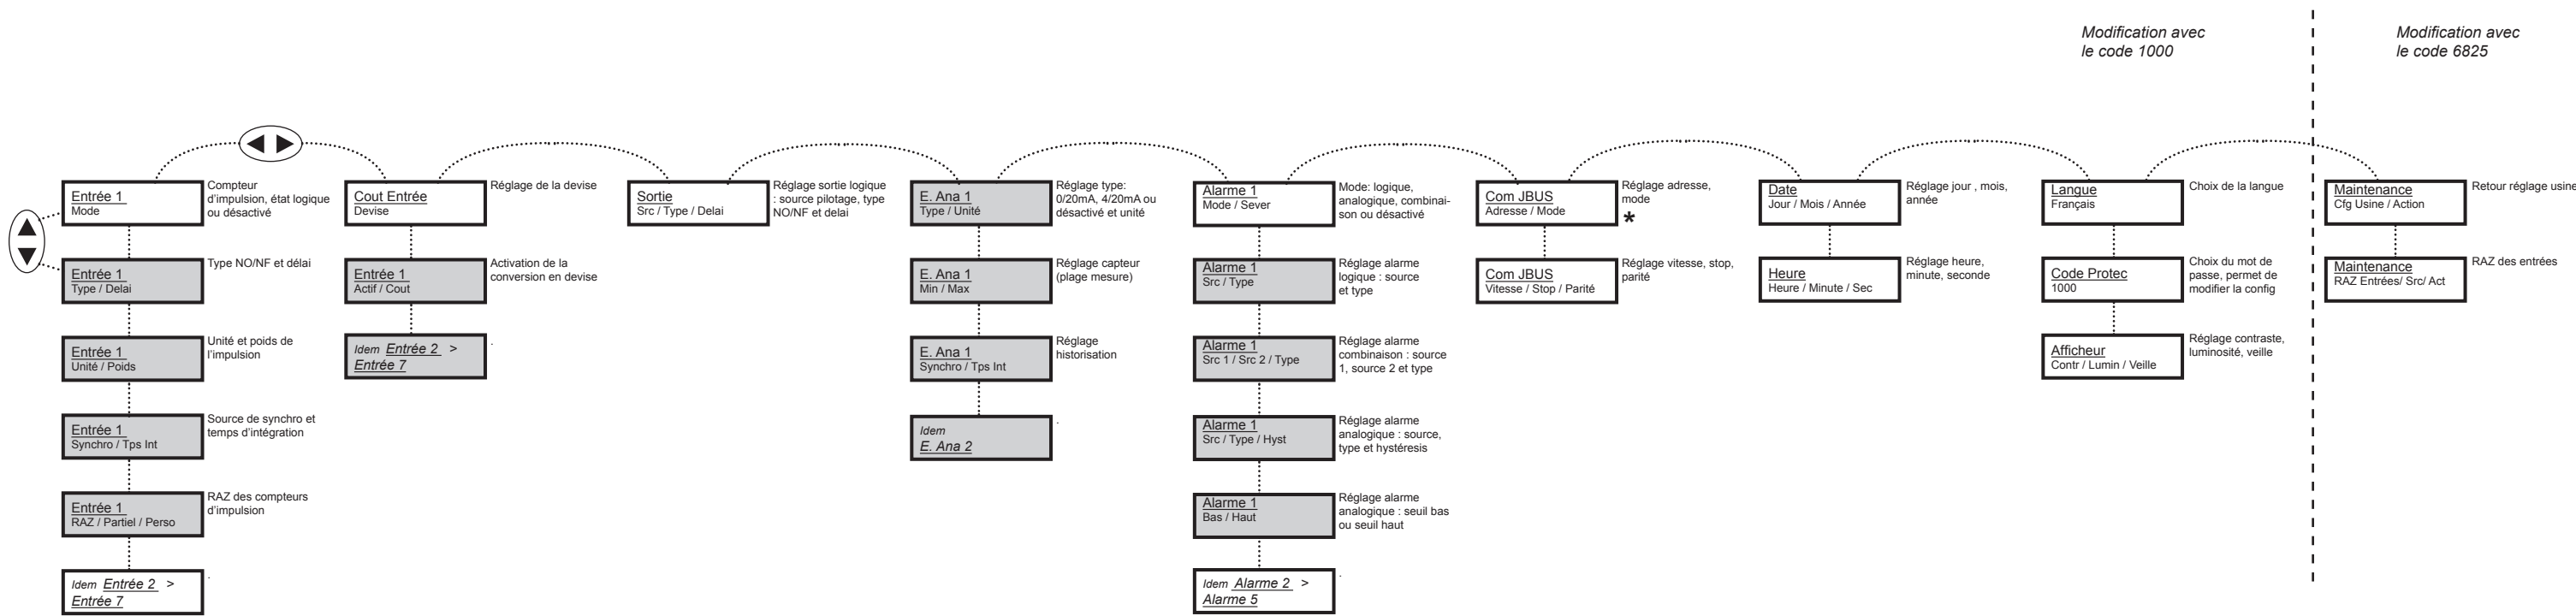 Modification avec
le code 1000
Modification avec
le code 6825
Entrée 1
Mode
Compteur
d'impulsion, état logique
ou désactivé
Entrée 1
Type / Delai
Type NO/NF et délai
Entrée 1
Unité / Poids
Unité et poids de
l'impulsion
Entrée 1
Synchro / Tps Int
Source de synchro et
temps d'intégration
Entrée 1
RAZ / Partiel / Perso
RAZ des compteurs
d'impulsion
Idem Entrée 2 >
Entrée 7
.
Cout Entrée
Devise
Réglage de la devise
Entrée 1
Actif / Cout
Activation de la
conversion en devise
Idem Entrée 2 >
Entrée 7
.
Sortie
Src / Type / Delai
Réglage sortie logique
: source pilotage, type
NO/NF et delai
E. Ana 1
Type / Unité
Réglage type:
0/20mA, 4/20mA ou
désactivé et unité
E. Ana 1
Min / Max
Réglage capteur
(plage mesure)
E. Ana 1
Synchro / Tps Int
Réglage
historisation
Idem
E. Ana 2
.
Alarme 1
Mode / Sever
Mode: logique,
analogique, combinai-
son ou désactivé
Alarme 1
Src / Type
Réglage alarme
logique : source
et type
Alarme 1
Src 1 / Src 2 / Type
Réglage alarme
combinaison : source
1, source 2 et type
Alarme 1
Src / Type / Hyst
Réglage alarme
analogique : source,
type et hystéresis
Alarme 1
Bas / Haut
Réglage alarme
analogique : seuil bas
ou seuil haut
Idem Alarme 2 >
Alarme 5
.
Com JBUS
Adresse / Mode
Réglage adresse,
mode
*
Com JBUS
Vitesse / Stop / Parité
Réglage vitesse, stop,
parité
Date
Jour / Mois / Année
Réglage jour , mois,
année
Heure
Heure / Minute / Sec
Réglage heure,
minute, seconde
Langue
Français
Choix de la langue
Code Protec
1000
Choix du mot de
passe, permet de
modifier la config
Afficheur
Contr / Lumin / Veille
Réglage contraste,
luminosité, veille
Maintenance
Cfg Usine / Action
Retour réglage usine
Maintenance
RAZ Entrées/ Src/ Act
RAZ des entrées